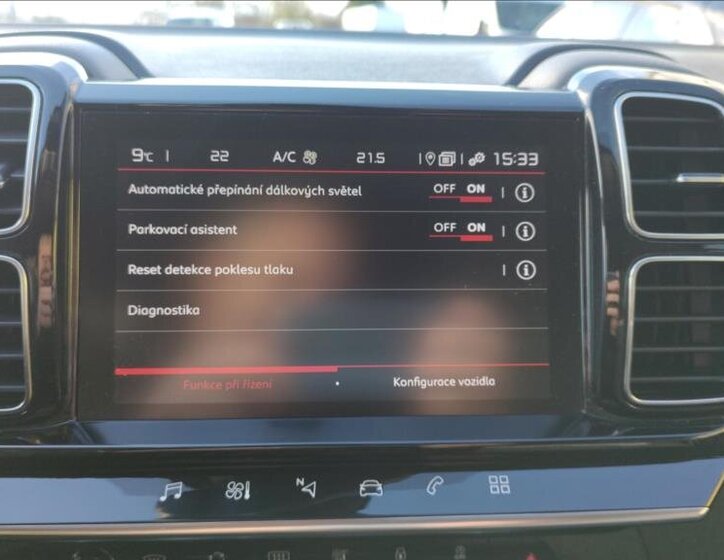 9°C 22 A/C 21.5 15:33
Automatické přepínání dálkových světel OFF ON
Parkovací asistent OFF ON
Reset detekce poklesu tlaku
Diagnostika
Funkce při řízení Konfigurace vozidla
N